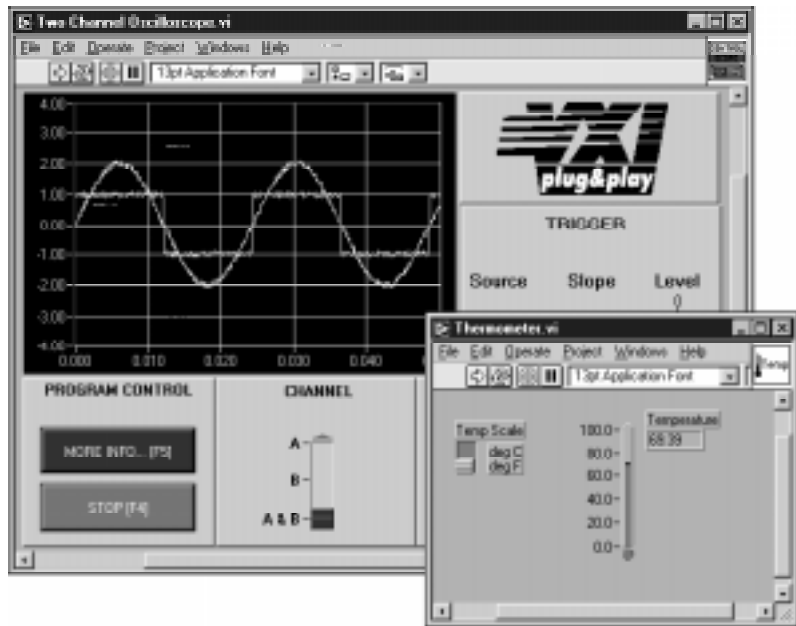 Two Channel Oscilloscope.vi
File Edit Operate Project Windows Help
13pt Application Font
4.00
3.00
2.00
1.00
0.00
-1.00
-2.00
-3.00
-4.00
0.000 0.010 0.020 0.030 0.040
VXI
plug&play
TRIGGER
Source Slope Level
PROGRAM CONTROL
MORE INFO... [F5]
STOP [F4]
CHANNEL
A
B
A & B
Thermometer.vi
File Edit Operate Project Windows Help
13pt Application Font
Temp
Temp Scale
deg C
deg F
100.0
80.0
60.0
40.0
20.0
0.0
Temperature
69.39